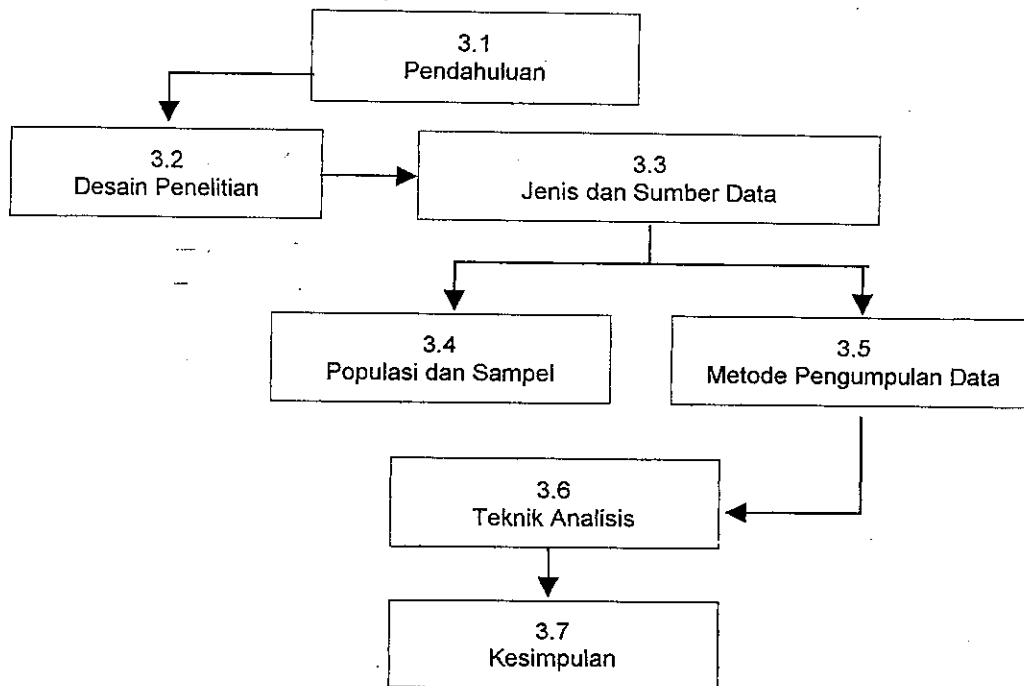 3.1
Pendahuluan
3.2
Desain Penelitian
3.3
Jenis dan Sumber Data
3.4
Populasi dan Sampel
3.5
Metode Pengumpulan Data
3.6
Teknik Analisis
3.7
Kesimpulan